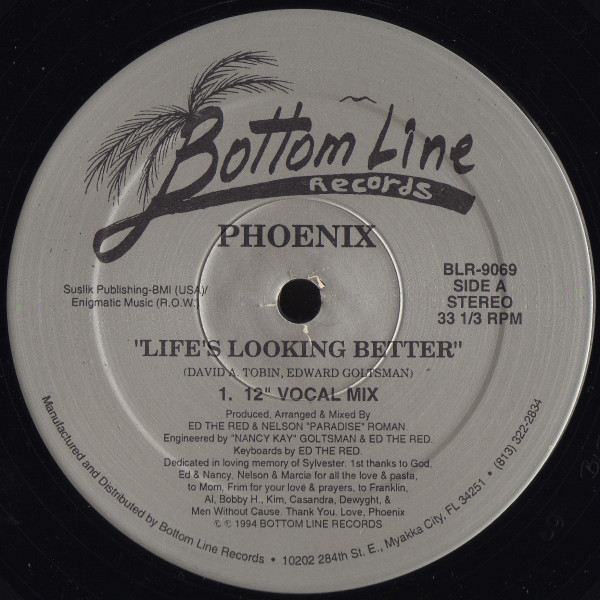 Bottom Line
Records
PHOENIX
Suslik Publishing-BMI (USA)/
Enigmatic Music (R.O.W.)
BLR-9069
SIDE A
STEREO
33 1/3 RPM
"LIFE'S LOOKING BETTER"
(DAVID A. TOBIN, EDWARD GOLTSMAN)
1. 12" VOCAL MIX
Produced, Arranged & Mixed By
ED THE RED & NELSON "PARADISE" ROMAN.
Engineered by "NANCY KAY" GOLTSMAN & ED THE RED.
Keyboards by ED THE RED.
Dedicated in loving memory of Sylvester. 1st thanks to God.
Ed & Nancy, Nelson & Marcia for all the love & pasta,
to Mom, Frim for your love & prayers, to Franklin,
Al, Bobby H., Kim, Casandra, Dewyght, &
Men Without Cause. Thank You. Love, Phoenix
© ℗ 1994 BOTTOM LINE RECORDS
Manufactured and Distributed by Bottom Line Records • 10202 284th St. E., Myakka City, FL 34251 • (813) 322-2834